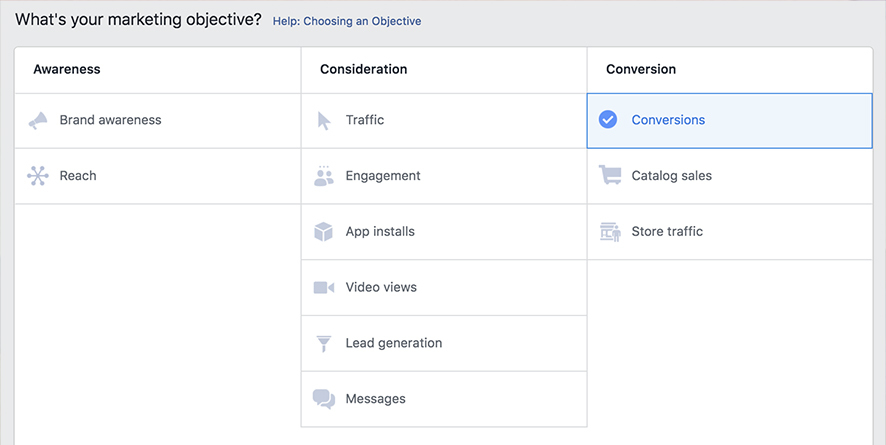 What's your marketing objective? Help: Choosing an Objective
Awareness
Consideration
Conversion
Brand awareness
Traffic
Conversions
Reach
Engagement
Catalog sales
App installs
Store traffic
Video views
Lead generation
Messages